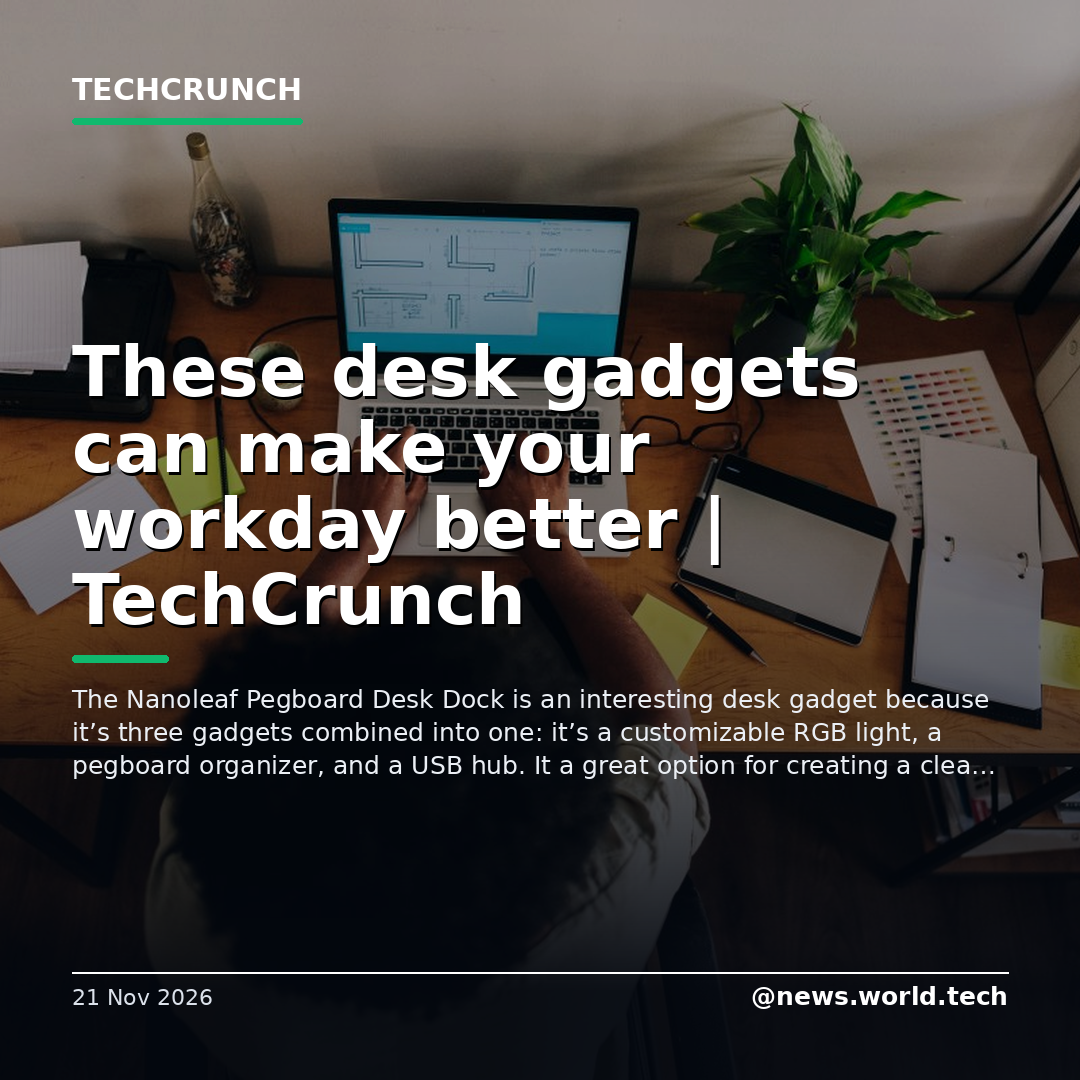 TECHCRUNCH
These desk gadgets
can make your
workday better |
TechCrunch
The Nanoleaf Pegboard Desk Dock is an interesting desk gadget because
it’s three gadgets combined into one: it’s a customizable RGB light, a
pegboard organizer, and a USB hub. It a great option for creating a clea…
21 Nov 2026
@news.world.tech